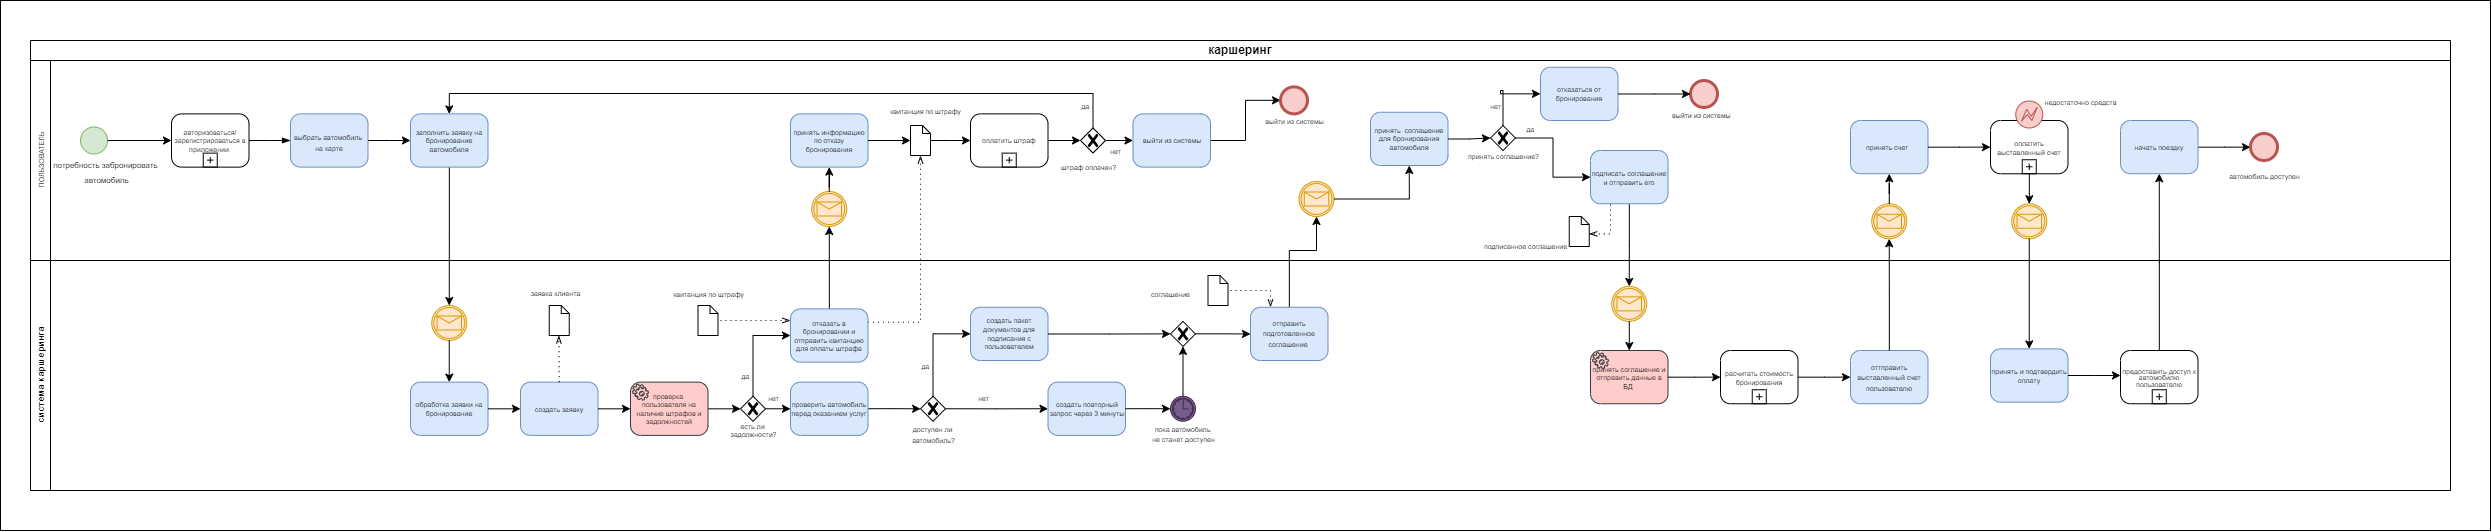 каршеринг
ПОЛЬЗОВАТЕЛЬ
потребность забронировать
автомобиль
авторизоваться/
зарегистрироваться в
приложении
выбрать автомобиль
на карте
заполнить заявку на
бронирование
автомобиля
принять информацию
по отказу
бронирования
квитанция по штрафу
оплатить штраф
да
нет
штраф оплачен?
выйти из системы
выйти из системы
принять соглашение
для бронирования
автомобиля
нет
да
принять соглашение?
отказаться от
бронирования
выйти из системы
подписать соглашение
и отправить его
подписанное соглашение
принять счет
недостаточно средств
оплатить
выставленный счет
начать поездку
автомобиль доступен
система каршеринга
обработка заявки на
бронирование
заявка клиента
создать заявку
проверка
пользователя на
наличие штрафов и
задолжностей
да
нет
есть ли
задолжности?
квитанция по штрафу
отказать в
бронировании и
отправить квитанцию
для оплаты штрафа
проверить автомобиль
перед оказанием услуг
да
нет
доступен ли
автомобиль?
создать пакет
документов для
подписания с
пользователем
создать повторный
запрос через 3 минуты
пока автомобиль
не станет доступен
соглашение
отправить
подготовленное
соглашение
принять соглашение и
отправить данные в
БД
расчитать стоимость
бронирования
оттправить
выставленный счет
пользователю
принять и подтвердить
оплату
предоставить доступ к
автомобилю
пользователю